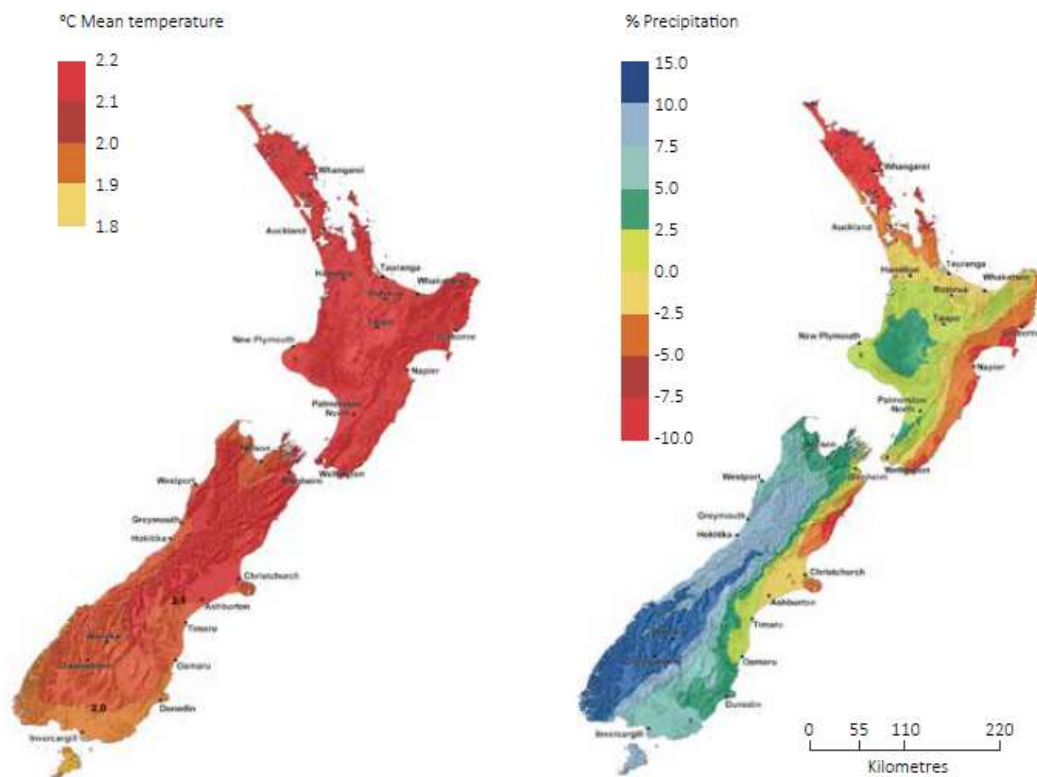 °C Mean temperature
2.2
2.1
2.0
1.9
1.8
Whangarei
Auckland
Hamilton
Tauranga
Whakatane
Rotorua
Taupo
Gisborne
New Plymouth
Napier
Palmerston
North
Nelson
Wellington
Blenheim
Westport
Greymouth
Hokitika
Christchurch
Ashburton
Timaru
Wanaka
Oamaru
2.0
Dunedin
Invercargill
% Precipitation
15.0
10.0
7.5
5.0
2.5
0.0
-2.5
-5.0
-7.5
-10.0
Whangarei
Auckland
Hamilton
Tauranga
Whakatane
Rotorua
Taupo
Gisborne
New Plymouth
Napier
Palmerston
North
Nelson
Wellington
Blenheim
Westport
Greymouth
Hokitika
Christchurch
Ashburton
Timaru
Oamaru
Dunedin
Invercargill
0 55 110 220
Kilometres